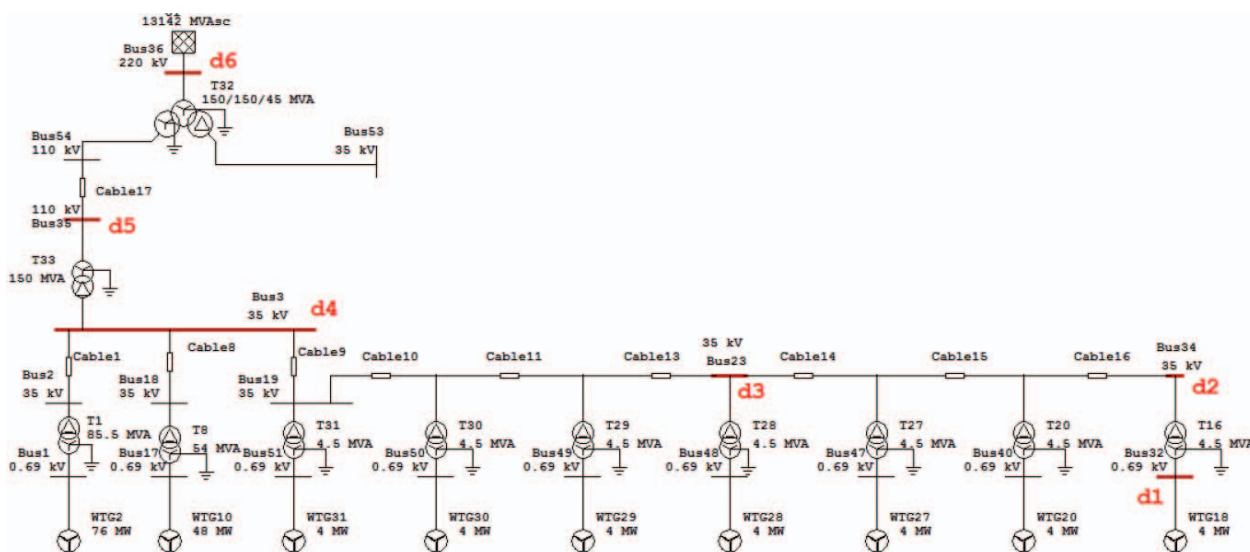 13142 MVAsc
Bus36
220 kV
d6
T32
150/150/45 MVA
Bus54
110 kV
Bus53
35 kV
Cable17
110 kV
Bus35
d5
T33
150 MVA
Bus3
35 kV
d4
Cable1
Cable8
Cable9
Cable10
Cable11
Cable13
35 kV
Bus23
d3
Cable14
Cable15
Cable16
Bus34
35 kV
d2
Bus2
35 kV
Bus18
35 kV
Bus19
35 kV
T1
85.5 MVA
T8
54 MVA
T31
4.5 MVA
T30
4.5 MVA
T29
4.5 MVA
T28
4.5 MVA
T27
4.5 MVA
T20
4.5 MVA
T16
4.5 MVA
Bus1
0.69 kV
Bus17
0.69 kV
Bus51
0.69 kV
Bus50
0.69 kV
Bus49
0.69 kV
Bus48
0.69 kV
Bus47
0.69 kV
Bus40
0.69 kV
Bus32
0.69 kV
d1
WTG2
76 MW
WTG10
48 MW
WTG31
4 MW
WTG30
4 MW
WTG29
4 MW
WTG28
4 MW
WTG27
4 MW
WTG20
4 MW
WTG18
4 MW